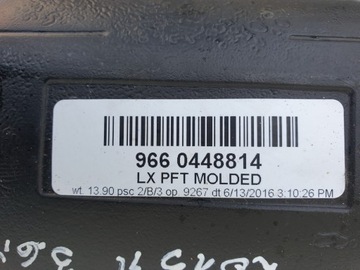 966 0448814
LX PFT MOLDED
wt. 13.90 psc 2/B/3 op 9267 dt 6/13/2016 3:10:26 PM